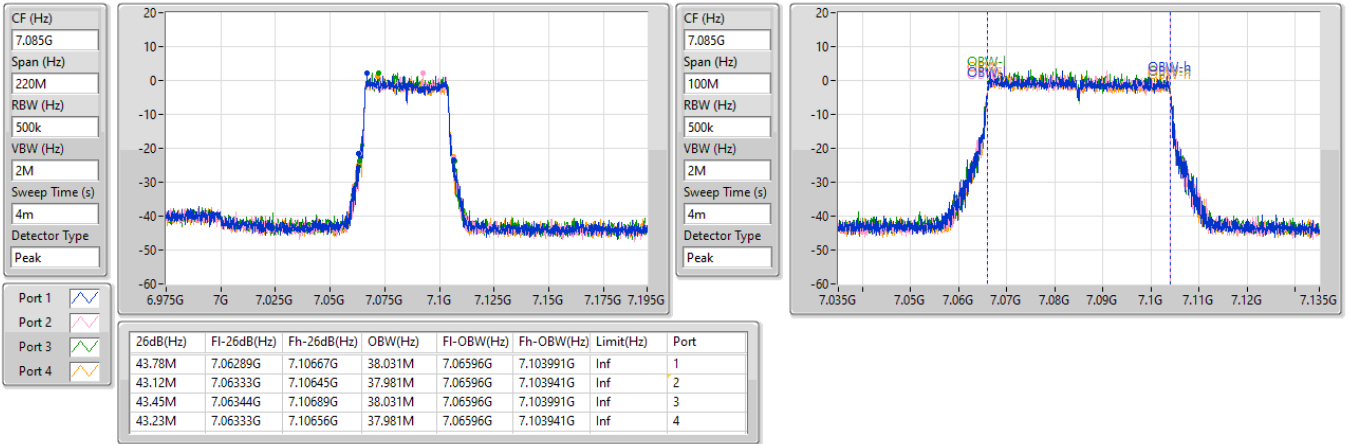 CF (Hz)
7.085G
Span (Hz)
220M
RBW (Hz)
500k
VBW (Hz)
2M
Sweep Time (s)
4m
Detector Type
Peak
20
10
0
-10
-20
-30
-40
-50
-60
6.975G 7G 7.025G 7.05G 7.075G 7.1G 7.125G 7.15G 7.175G 7.195G
CF (Hz)
7.085G
Span (Hz)
100M
RBW (Hz)
500k
VBW (Hz)
2M
Sweep Time (s)
4m
Detector Type
Peak
20
10
0
-10
-20
-30
-40
-50
-60
OBW-l
OBW-h
7.035G 7.05G 7.06G 7.07G 7.08G 7.09G 7.1G 7.11G 7.12G 7.135G
Port 1
Port 2
Port 3
Port 4
26dB(Hz) Fl-26dB(Hz) Fh-26dB(Hz) OBW(Hz) Fl-OBW(Hz) Fh-OBW(Hz) Limit(Hz) Port
43.78M 7.06289G 7.10667G 38.031M 7.06596G 7.103991G Inf 1
43.12M 7.06333G 7.10645G 37.981M 7.06596G 7.103941G Inf 2
43.45M 7.06344G 7.10689G 38.031M 7.06596G 7.103991G Inf 3
43.23M 7.06333G 7.10656G 37.981M 7.06596G 7.103941G Inf 4